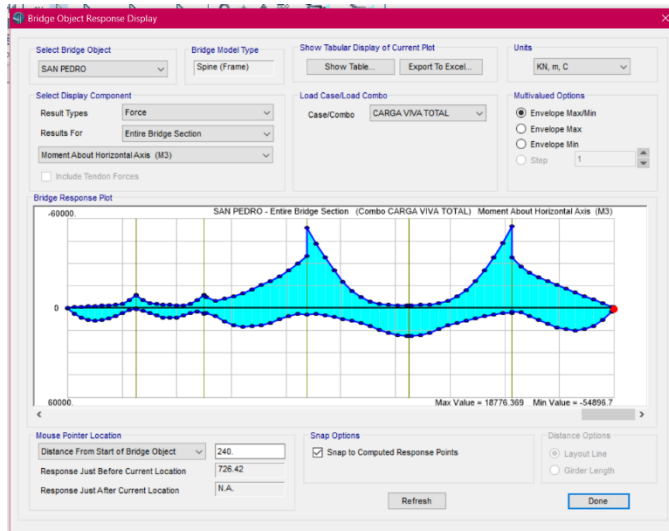 Bridge Object Response Display
Select Bridge Object
SAN PEDRO
Bridge Model Type
Spine (Frame)
Show Tabular Display of Current Plot
Show Table...
Export To Excel...
Units
KN, m, C
Select Display Component
Result Types
Force
Results For
Entire Bridge Section
Moment About Horizontal Axis (M3)
Include Tendon Forces
Load Case/Load Combo
Case/Combo
CARGA VIVA TOTAL
Multivalued Options
Envelope Max/Min
Envelope Max
Envelope Min
Step
1
Bridge Response Plot
-60000.
SAN PEDRO - Entire Bridge Section (Combo CARGA VIVA TOTAL) Moment About Horizontal Axis (M3)
0
60000.
Max Value = 18776.369 Min Value = -54896.7
Mouse Pointer Location
Distance From Start of Bridge Object
240.
Response Just Before Current Location
726.42
Response Just After Current Location
N.A.
Snap Options
Snap to Computed Response Points
Distance Options
Layout Line
Girder Length
Refresh
Done